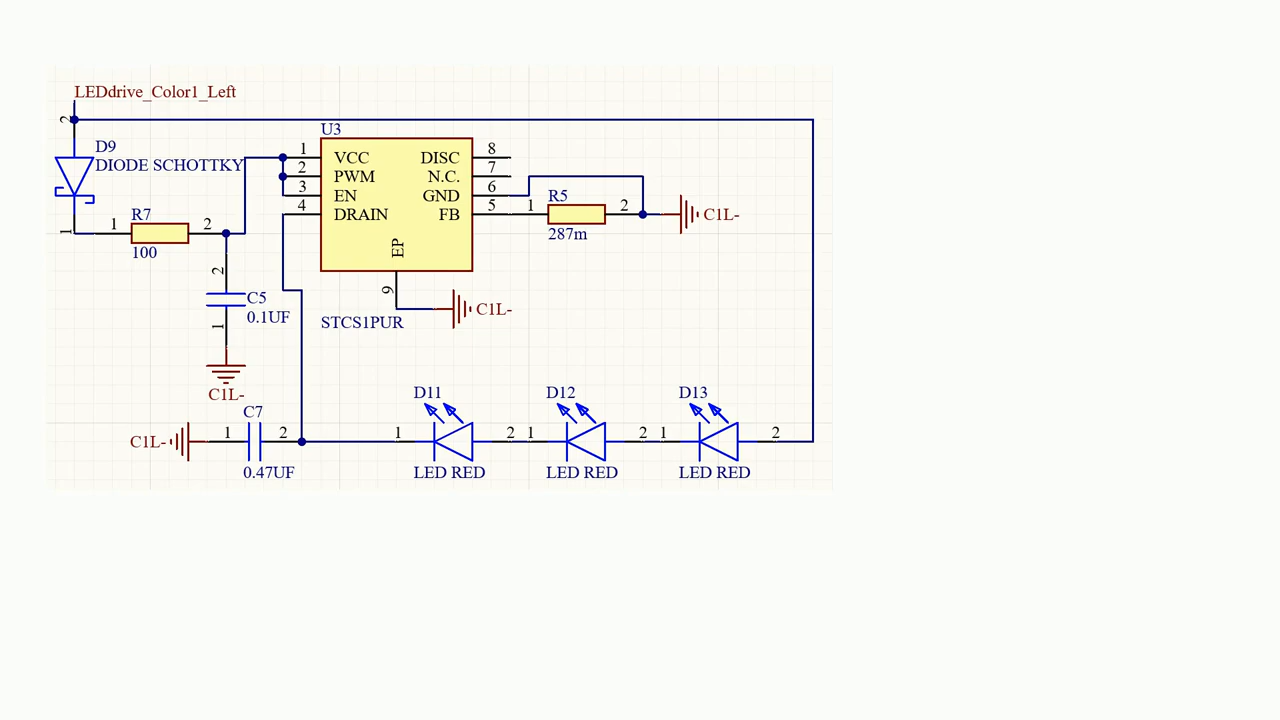 LEDdrive_Color1_Left
2
D9
DIODE SCHOTTKY
1
R7
1
2
100
2
C5
0.1UF
1
C1L-
U3
1 VCC
2 PWM
3 EN
4 DRAIN
DISC 8
N.C. 7
GND 6
FB 5
EP
9
STCS1PUR
C1L-
R5
1
2
287m
C1L-
C7
C1L-
1
2
0.47UF
D11
1
2
LED RED
D12
1
2
LED RED
D13
1
2
LED RED